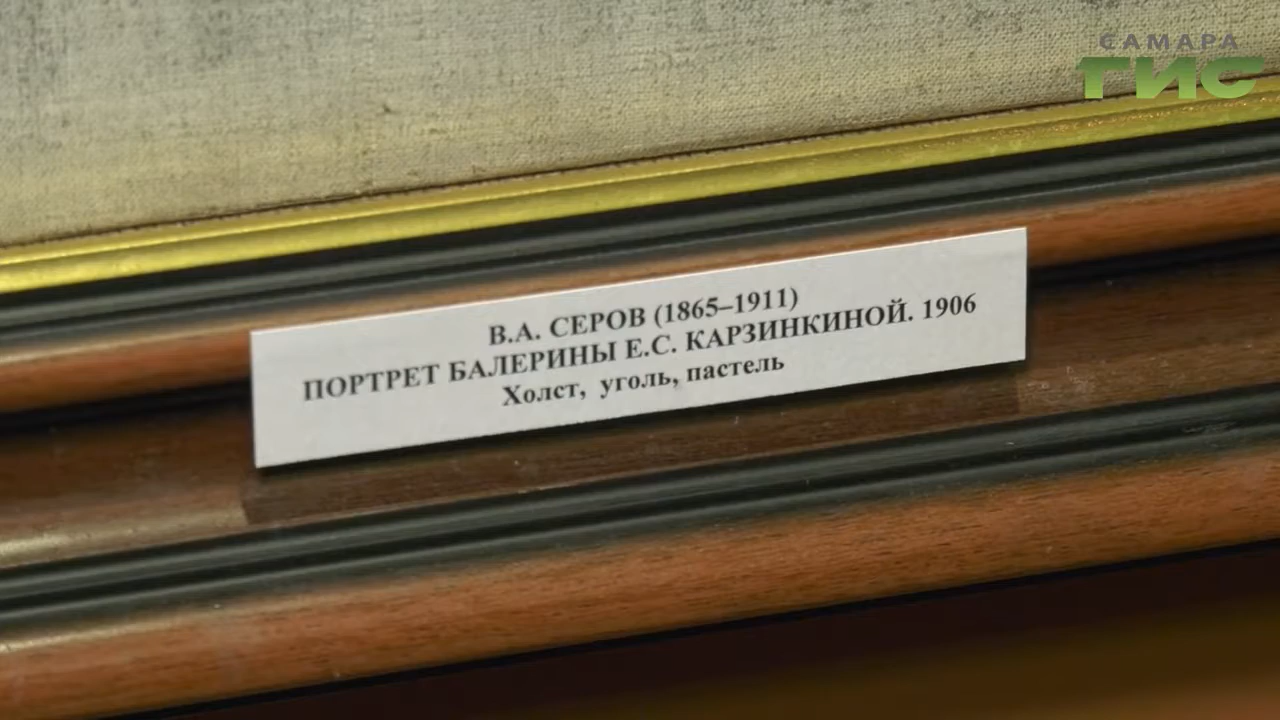 САМАРА
ГИС
В.А. СЕРОВ (1865–1911)
ПОРТРЕТ БАЛЕРИНЫ Е.С. КАРЗИНКИНОЙ. 1906
Холст, уголь, пастель